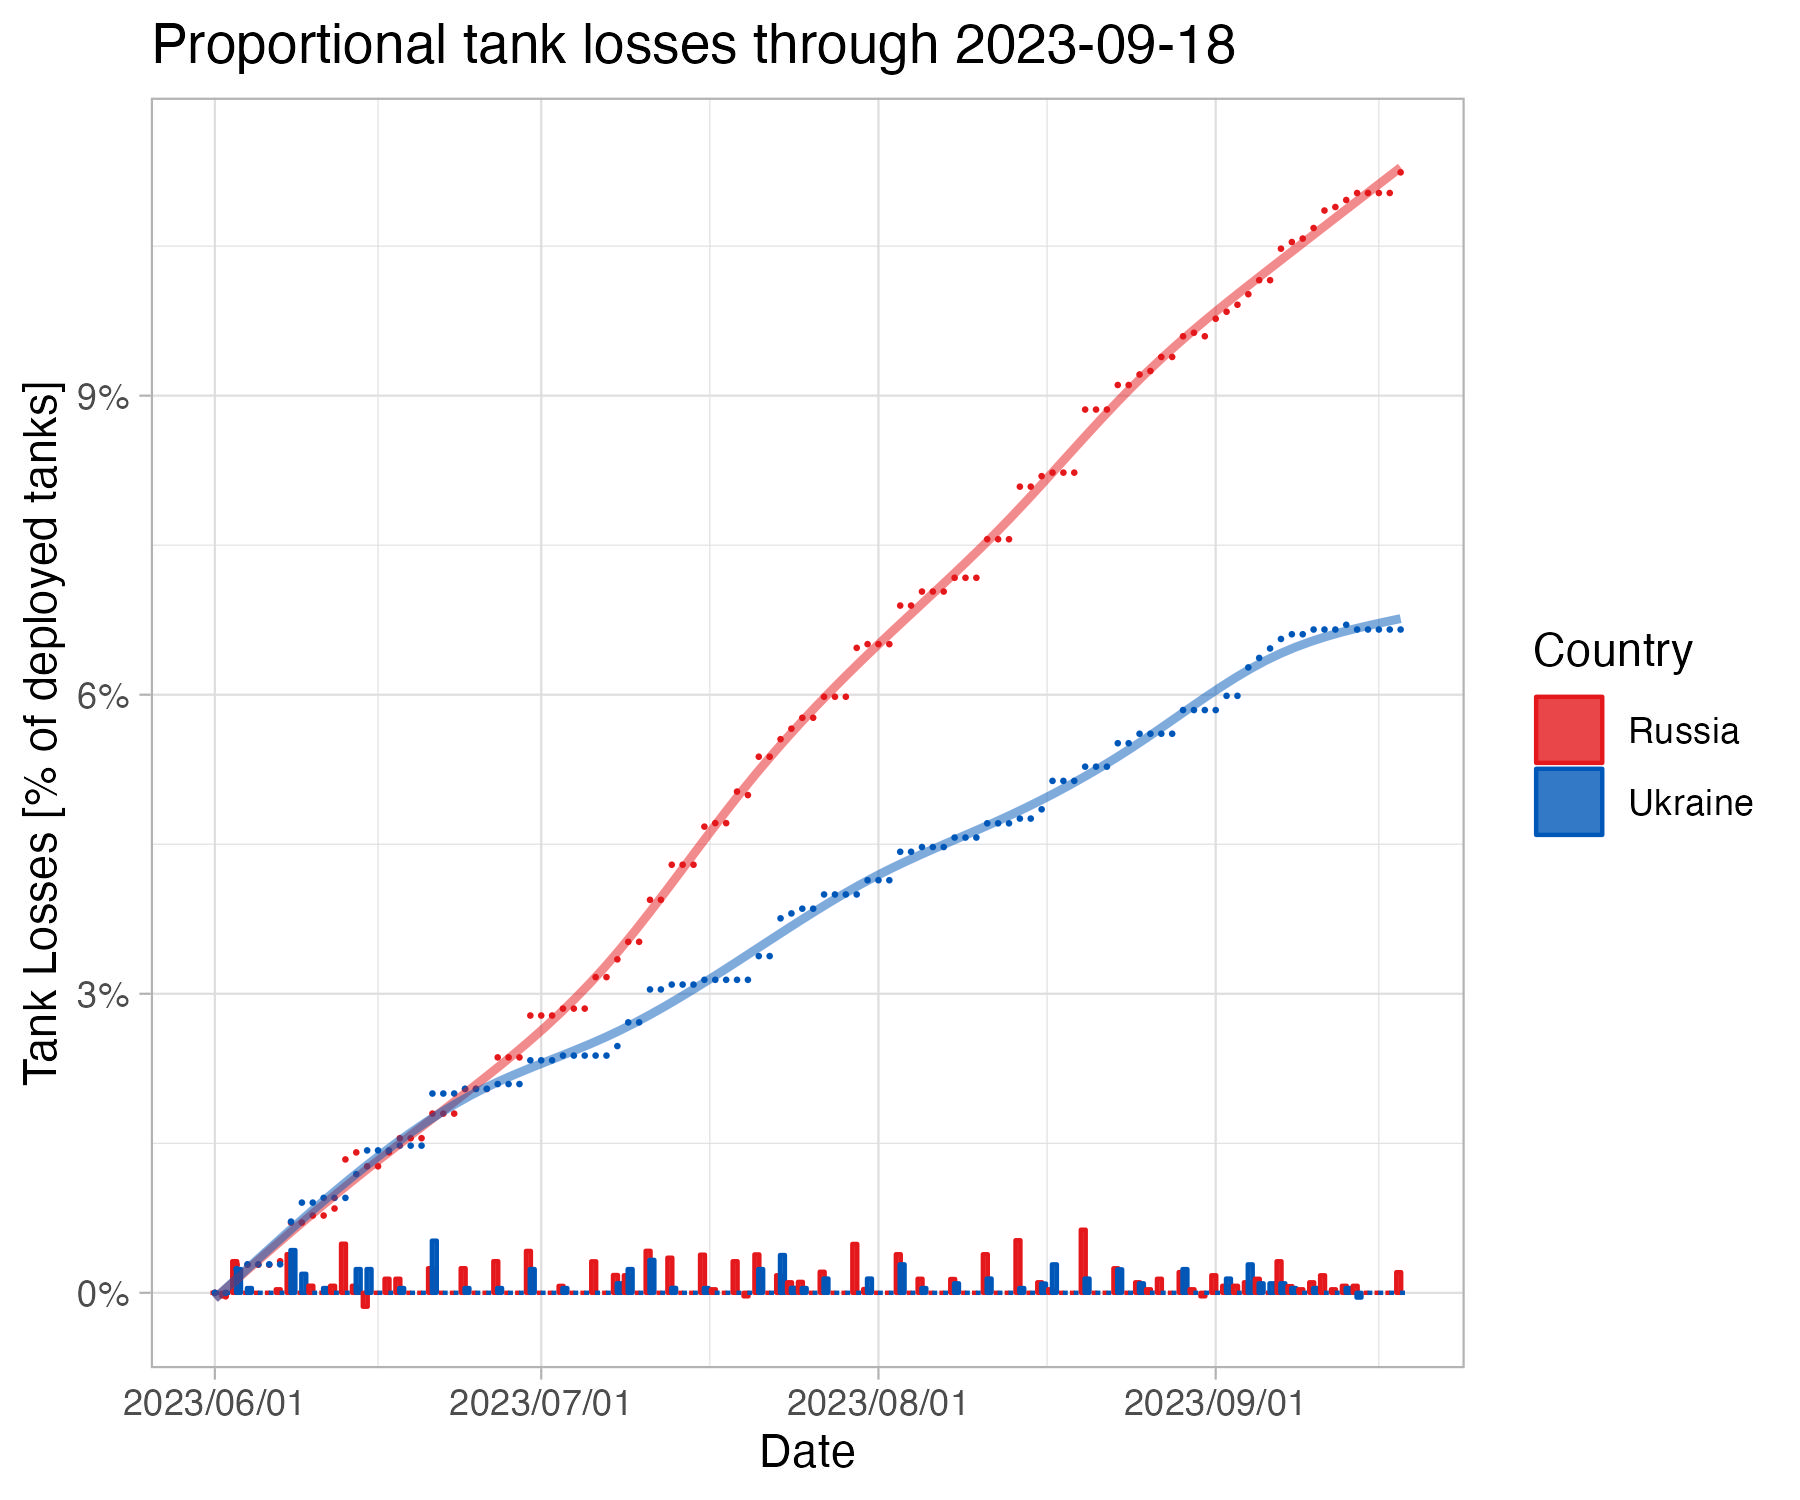 Proportional tank losses through 2023-09-18
Tank Losses [% of deployed tanks]
9%
6%
3%
0%
2023/06/01
2023/07/01
2023/08/01
2023/09/01
Date
Country
Russia
Ukraine